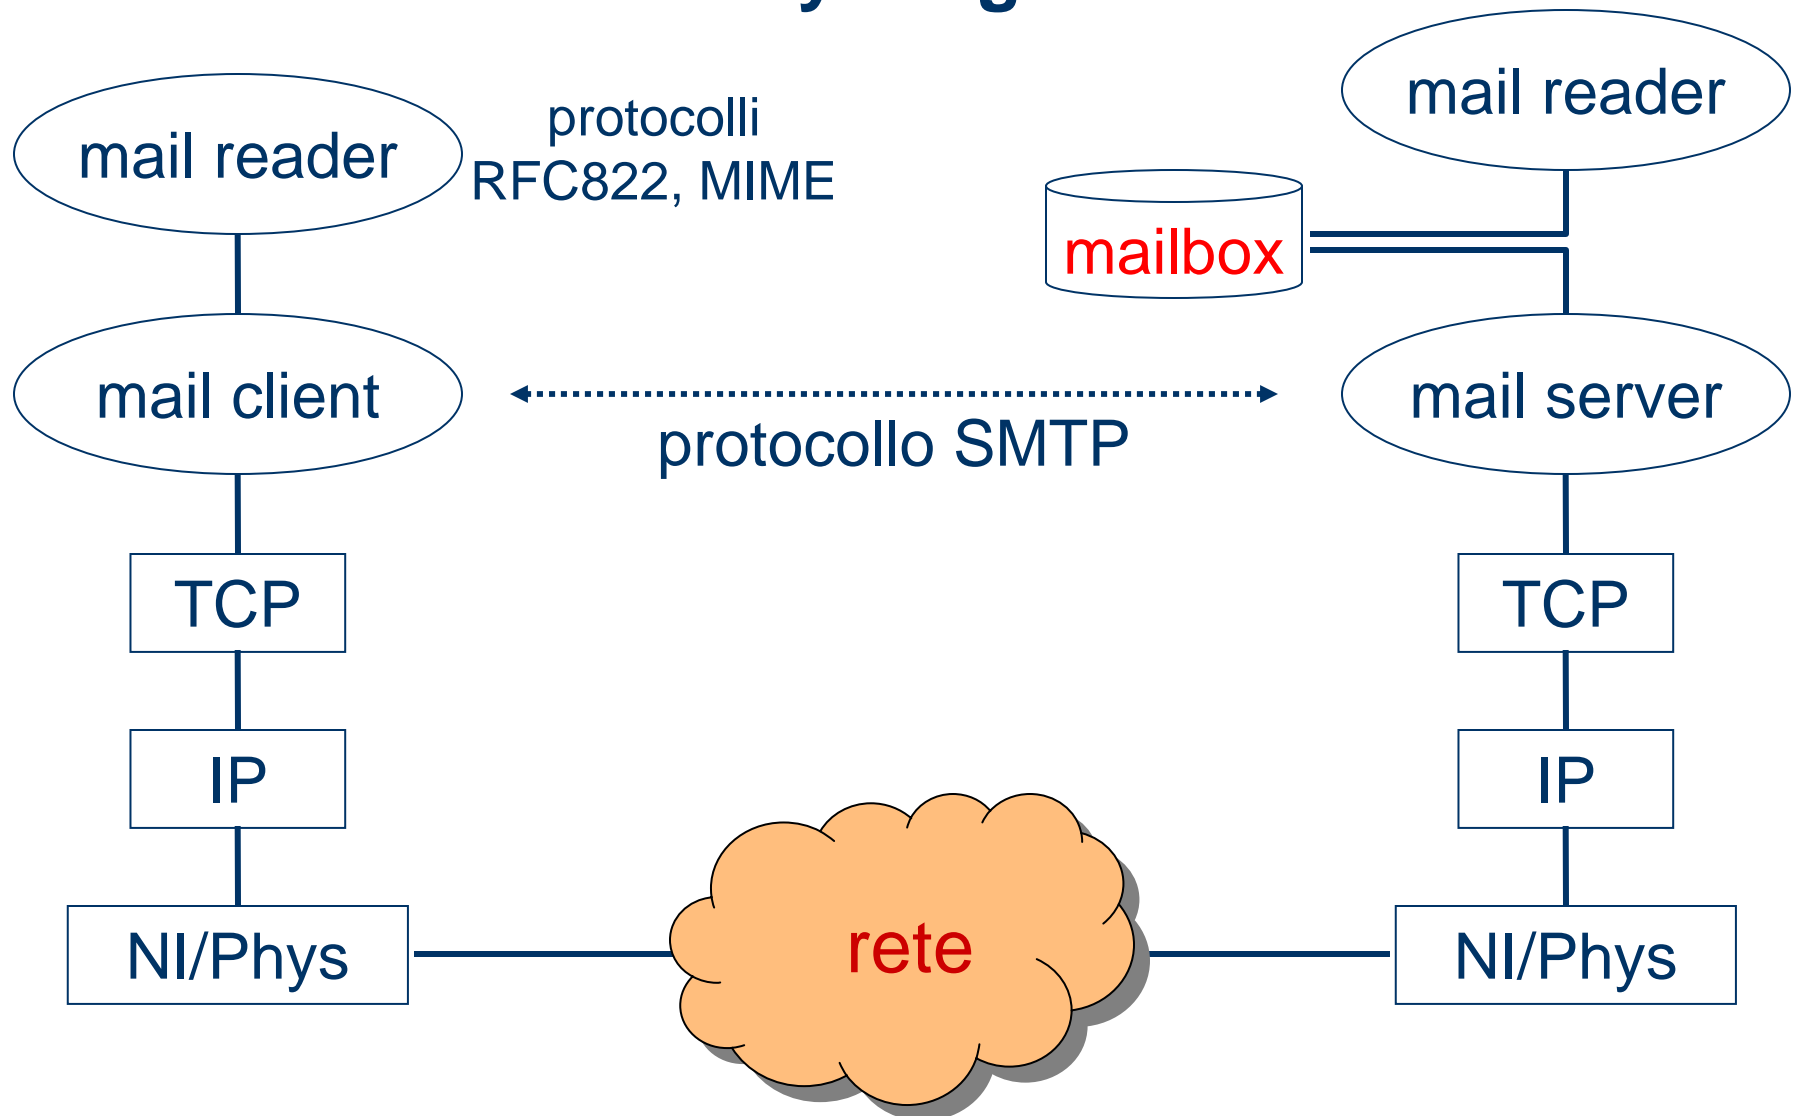 mail reader
protocolli
RFC822, MIME
mail reader
mailbox
mail client
protocollo SMTP
mail server
TCP
TCP
IP
IP
NI/Phys
rete
NI/Phys